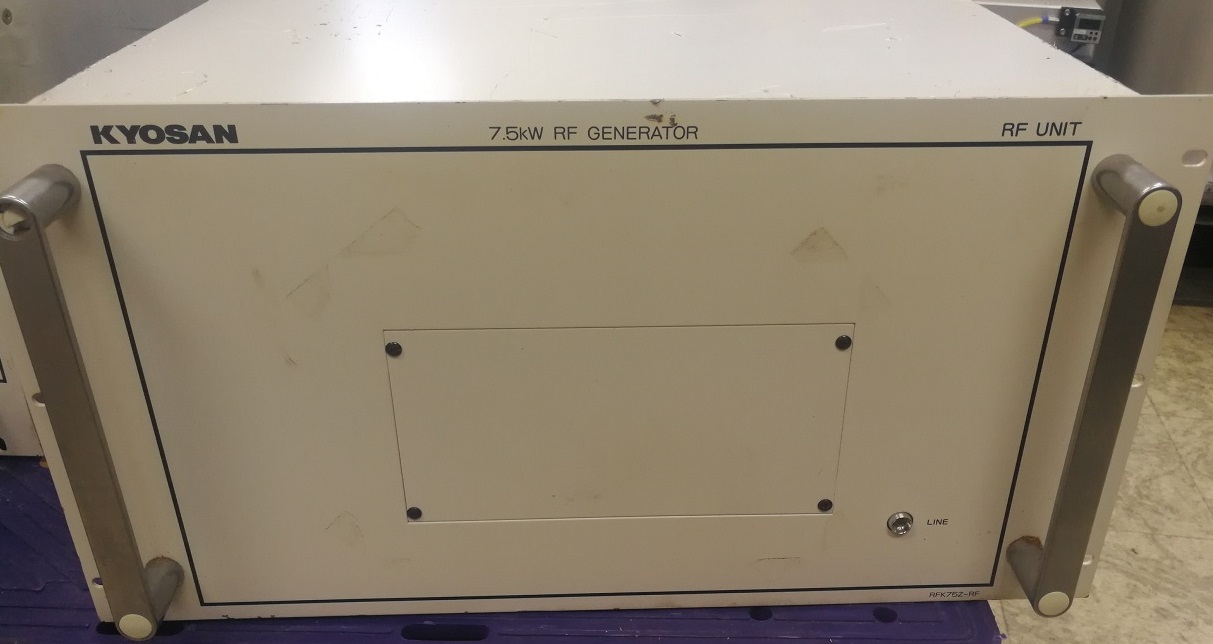 KYOSAN
7.5kW RF GENERATOR
RF UNIT
LINE
RFK75Z-RF